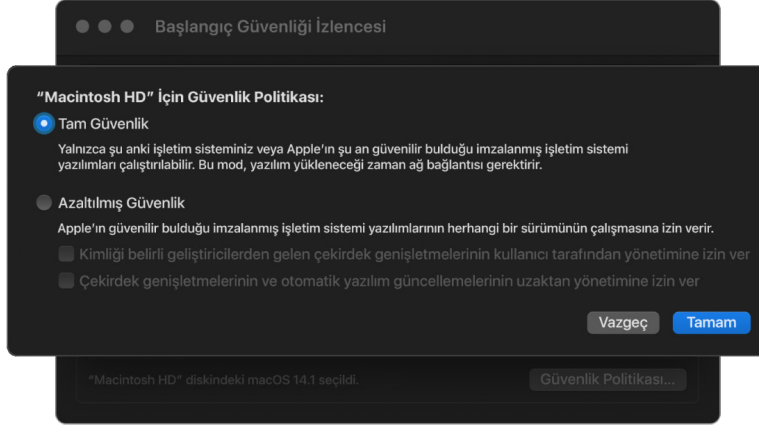 Başlangıç Güvenliği İzlencesi
“Macintosh HD” İçin Güvenlik Politikası:
Tam Güvenlik
Yalnızca şu anki işletim sisteminiz veya Apple’ın şu an güvenilir bulduğu imzalanmış işletim sistemi
yazılımları çalıştırılabilir. Bu mod, yazılım yükleneceği zaman ağ bağlantısı gerektirir.
Azaltılmış Güvenlik
Apple’ın güvenilir bulduğu imzalanmış işletim sistemi yazılımlarının herhangi bir sürümünün çalışmasına izin verir.
Kimliği belirli geliştiricilerden gelen çekirdek genişletmelerinin kullanıcı tarafından yönetimine izin ver
Çekirdek genişletmelerinin ve otomatik yazılım güncellemelerinin uzaktan yönetimine izin ver
Vazgeç Tamam
“Macintosh HD” diskindeki macOS 14.1 seçildi. Güvenlik Politikası...